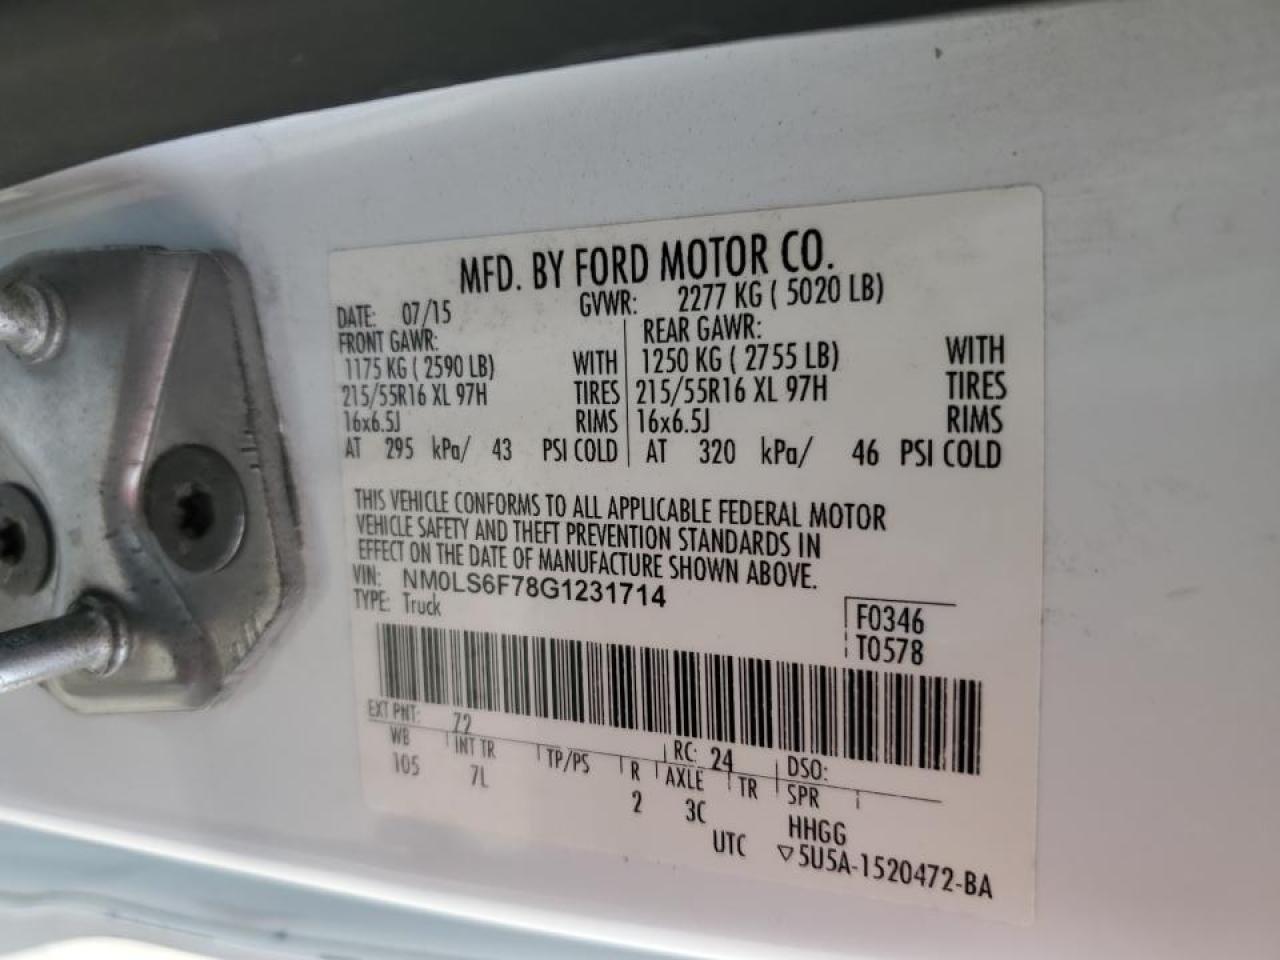 MFD. BY FORD MOTOR CO.
DATE: 07/15 GVWR: 2277 KG ( 5020 LB)
FRONT GAWR: REAR GAWR:
1175 KG ( 2590 LB) WITH 1250 KG ( 2755 LB) WITH
215/55R16 XL 97H TIRES 215/55R16 XL 97H TIRES
16x6.5J RIMS 16x6.5J RIMS
AT 295 kPa/ 43 PSI COLD AT 320 kPa/ 46 PSI COLD
THIS VEHICLE CONFORMS TO ALL APPLICABLE FEDERAL MOTOR
VEHICLE SAFETY AND THEFT PREVENTION STANDARDS IN
EFFECT ON THE DATE OF MANUFACTURE SHOWN ABOVE.
VIN: NM0LS6F78G1231714
TYPE: Truck
F0346
T0578
EXT PNT: Z2 RC: 24 DSO:
WB INT TR TP/PS R AXLE TR SPR
105 7L 2 3C HHGG
UTC ▽5U5A-1520472-BA